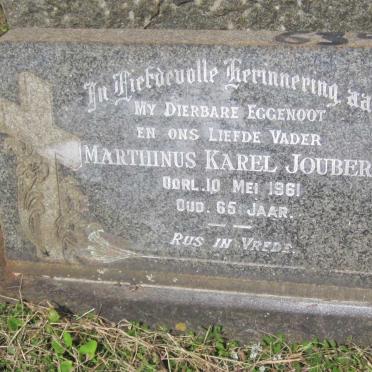 In Liefdevolle Herinnering aa
My Dierbare Eggenoot
en ons Liefde Vader
Marthinus Karel Jouber
Oorl. 10 Mei 1961
Oud. 65 Jaar.
Rus in Vrede.